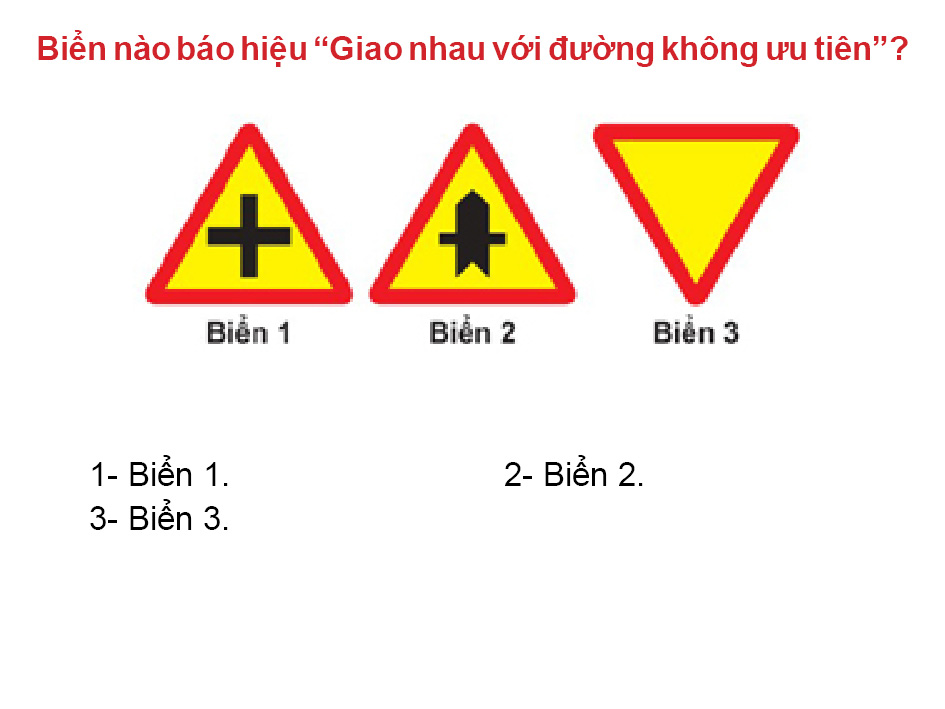 Biển nào báo hiệu “Giao nhau với đường không ưu tiên”?
Biển 1 Biển 2 Biển 3
1- Biển 1. 2- Biển 2.
3- Biển 3.